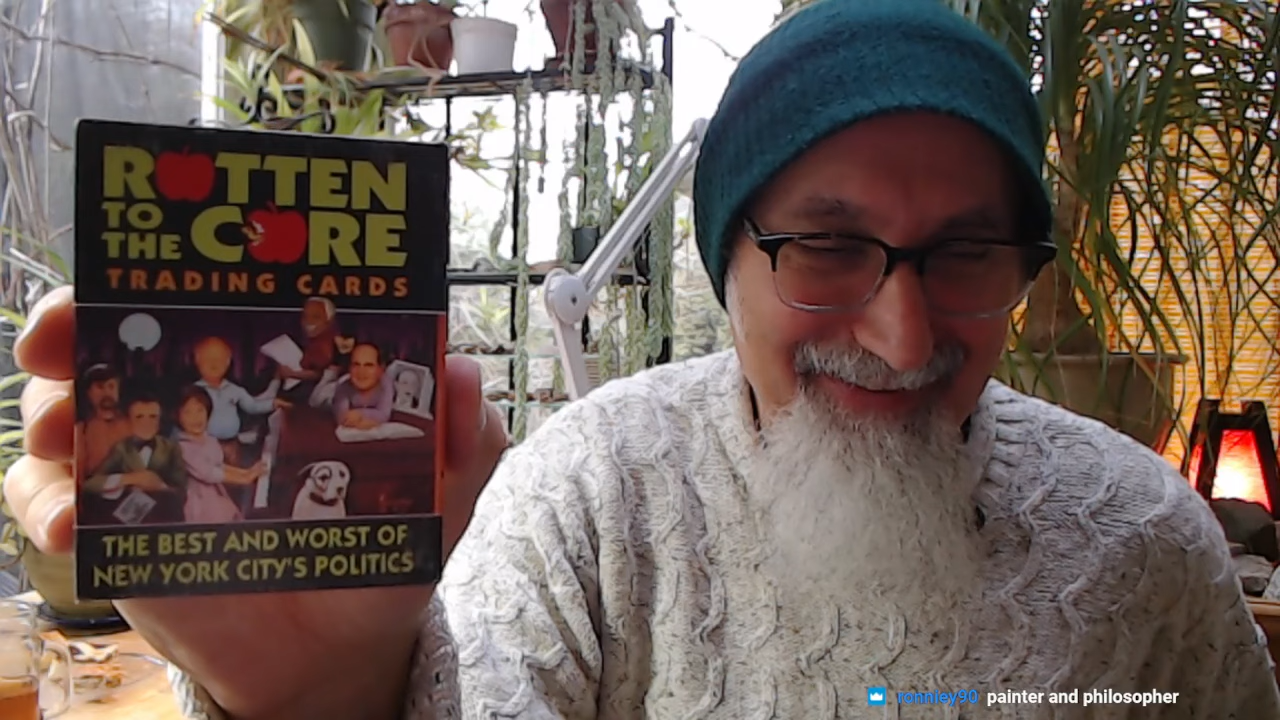 ROTTEN
TO
THE CORE
TRADING CARDS
THE BEST AND WORST OF
NEW YORK CITY'S POLITICS
ronniey90 painter and philosopher